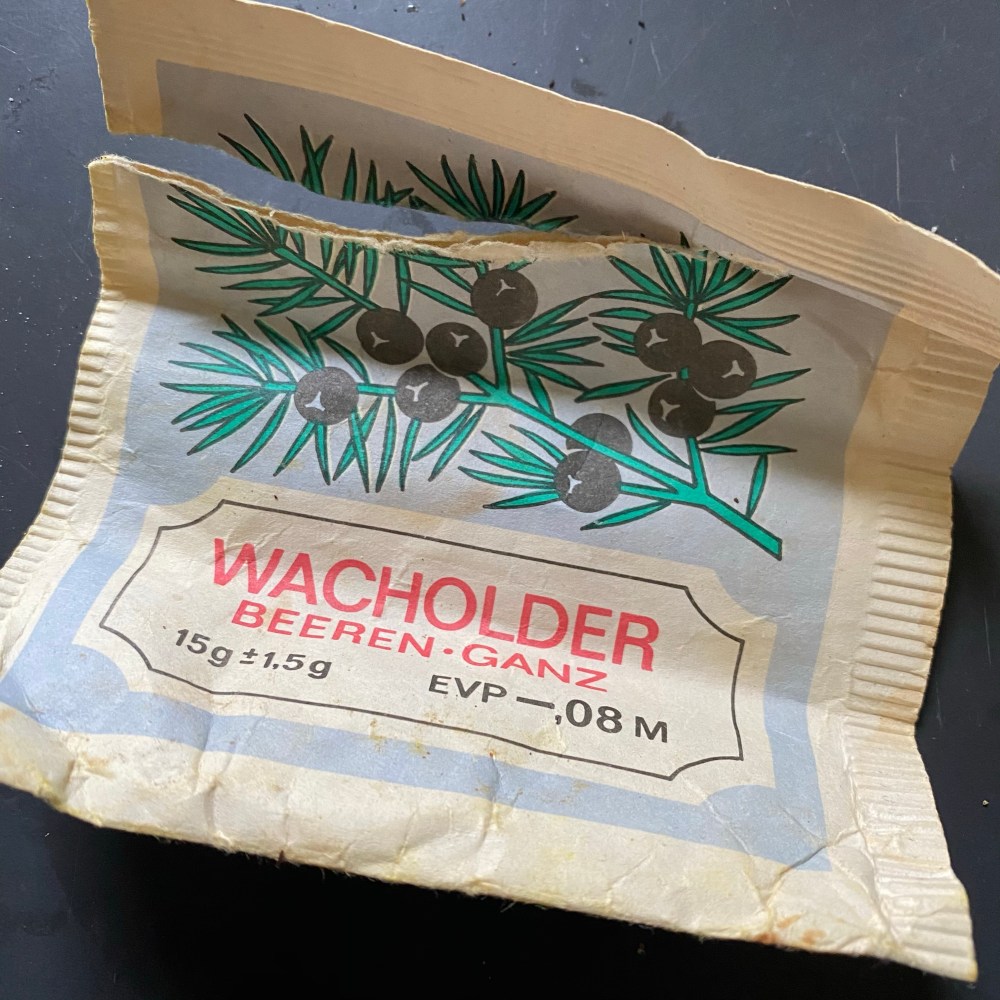 WACHOLDER
BEEREN·GANZ
15g ±1,5g EVP —,08 M